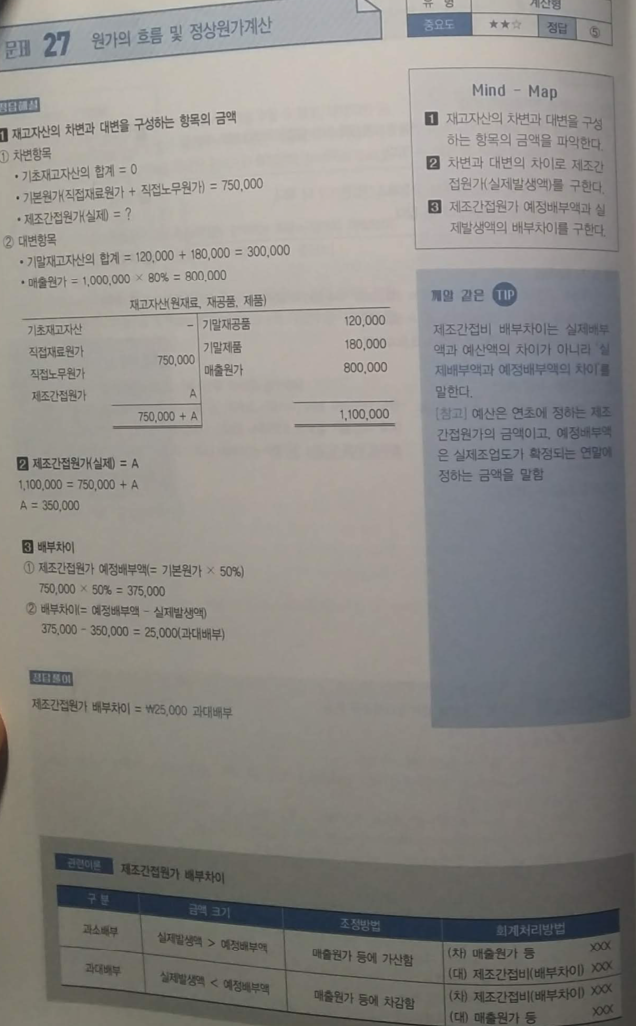 유 형 계산형
중요도 ★★☆ 정답 ⑤
문제 27 원가의 흐름 및 정상원가계산
정답해설
1 재고자산의 차변과 대변을 구성하는 항목의 금액
① 차변항목
• 기초재고자산의 합계 = 0
• 기본원가(직접재료원가 + 직접노무원가) = 750,000
• 제조간접원가(실제) = ?
② 대변항목
• 기말재고자산의 합계 = 120,000 + 180,000 = 300,000
• 매출원가 = 1,000,000 × 80% = 800,000
재고자산(원재료, 재공품, 제품)
기초재고자산 – 기말재공품 120,000
직접재료원가 기말제품 180,000
직접노무원가 750,000 매출원가 800,000
제조간접원가 A
750,000 + A 1,100,000
2 제조간접원가(실제) = A
1,100,000 = 750,000 + A
A = 350,000
3 배부차이
① 제조간접원가 예정배부액(= 기본원가 × 50%)
750,000 × 50% = 375,000
② 배부차이(= 예정배부액 - 실제발생액)
375,000 - 350,000 = 25,000(과대배부)
정답풀이
제조간접원가 배부차이 = ₩25,000 과대배부
Mind - Map
1 재고자산의 차변과 대변을 구성
하는 항목의 금액을 파악한다.
2 차변과 대변의 차이로 제조간
접원가(실제발생액)를 구한다.
3 제조간접원가 예정배부액과 실
제발생액의 배부차이를 구한다.
깨알 같은 TIP
제조간접비 배부차이는 실제배부
액과 예산액의 차이가 아니라 '실
제배부액과 예정배부액의 차이'를
말한다.
[참고] 예산은 연초에 정하는 제조
간접원가의 금액이고, 예정배부액
은 실제조업도가 확정되는 연말에
정하는 금액을 말함
관련이론 제조간접원가 배부차이
구 분 금액 크기 조정방법 회계처리방법
과소배부 실제발생액 > 예정배부액 매출원가 등에 가산함 (차) 매출원가 등 XXX
(대) 제조간접비(배부차이) XXX
과대배부 실제발생액 < 예정배부액 매출원가 등에 차감함 (차) 제조간접비(배부차이) XXX
(대) 매출원가 등 XXX